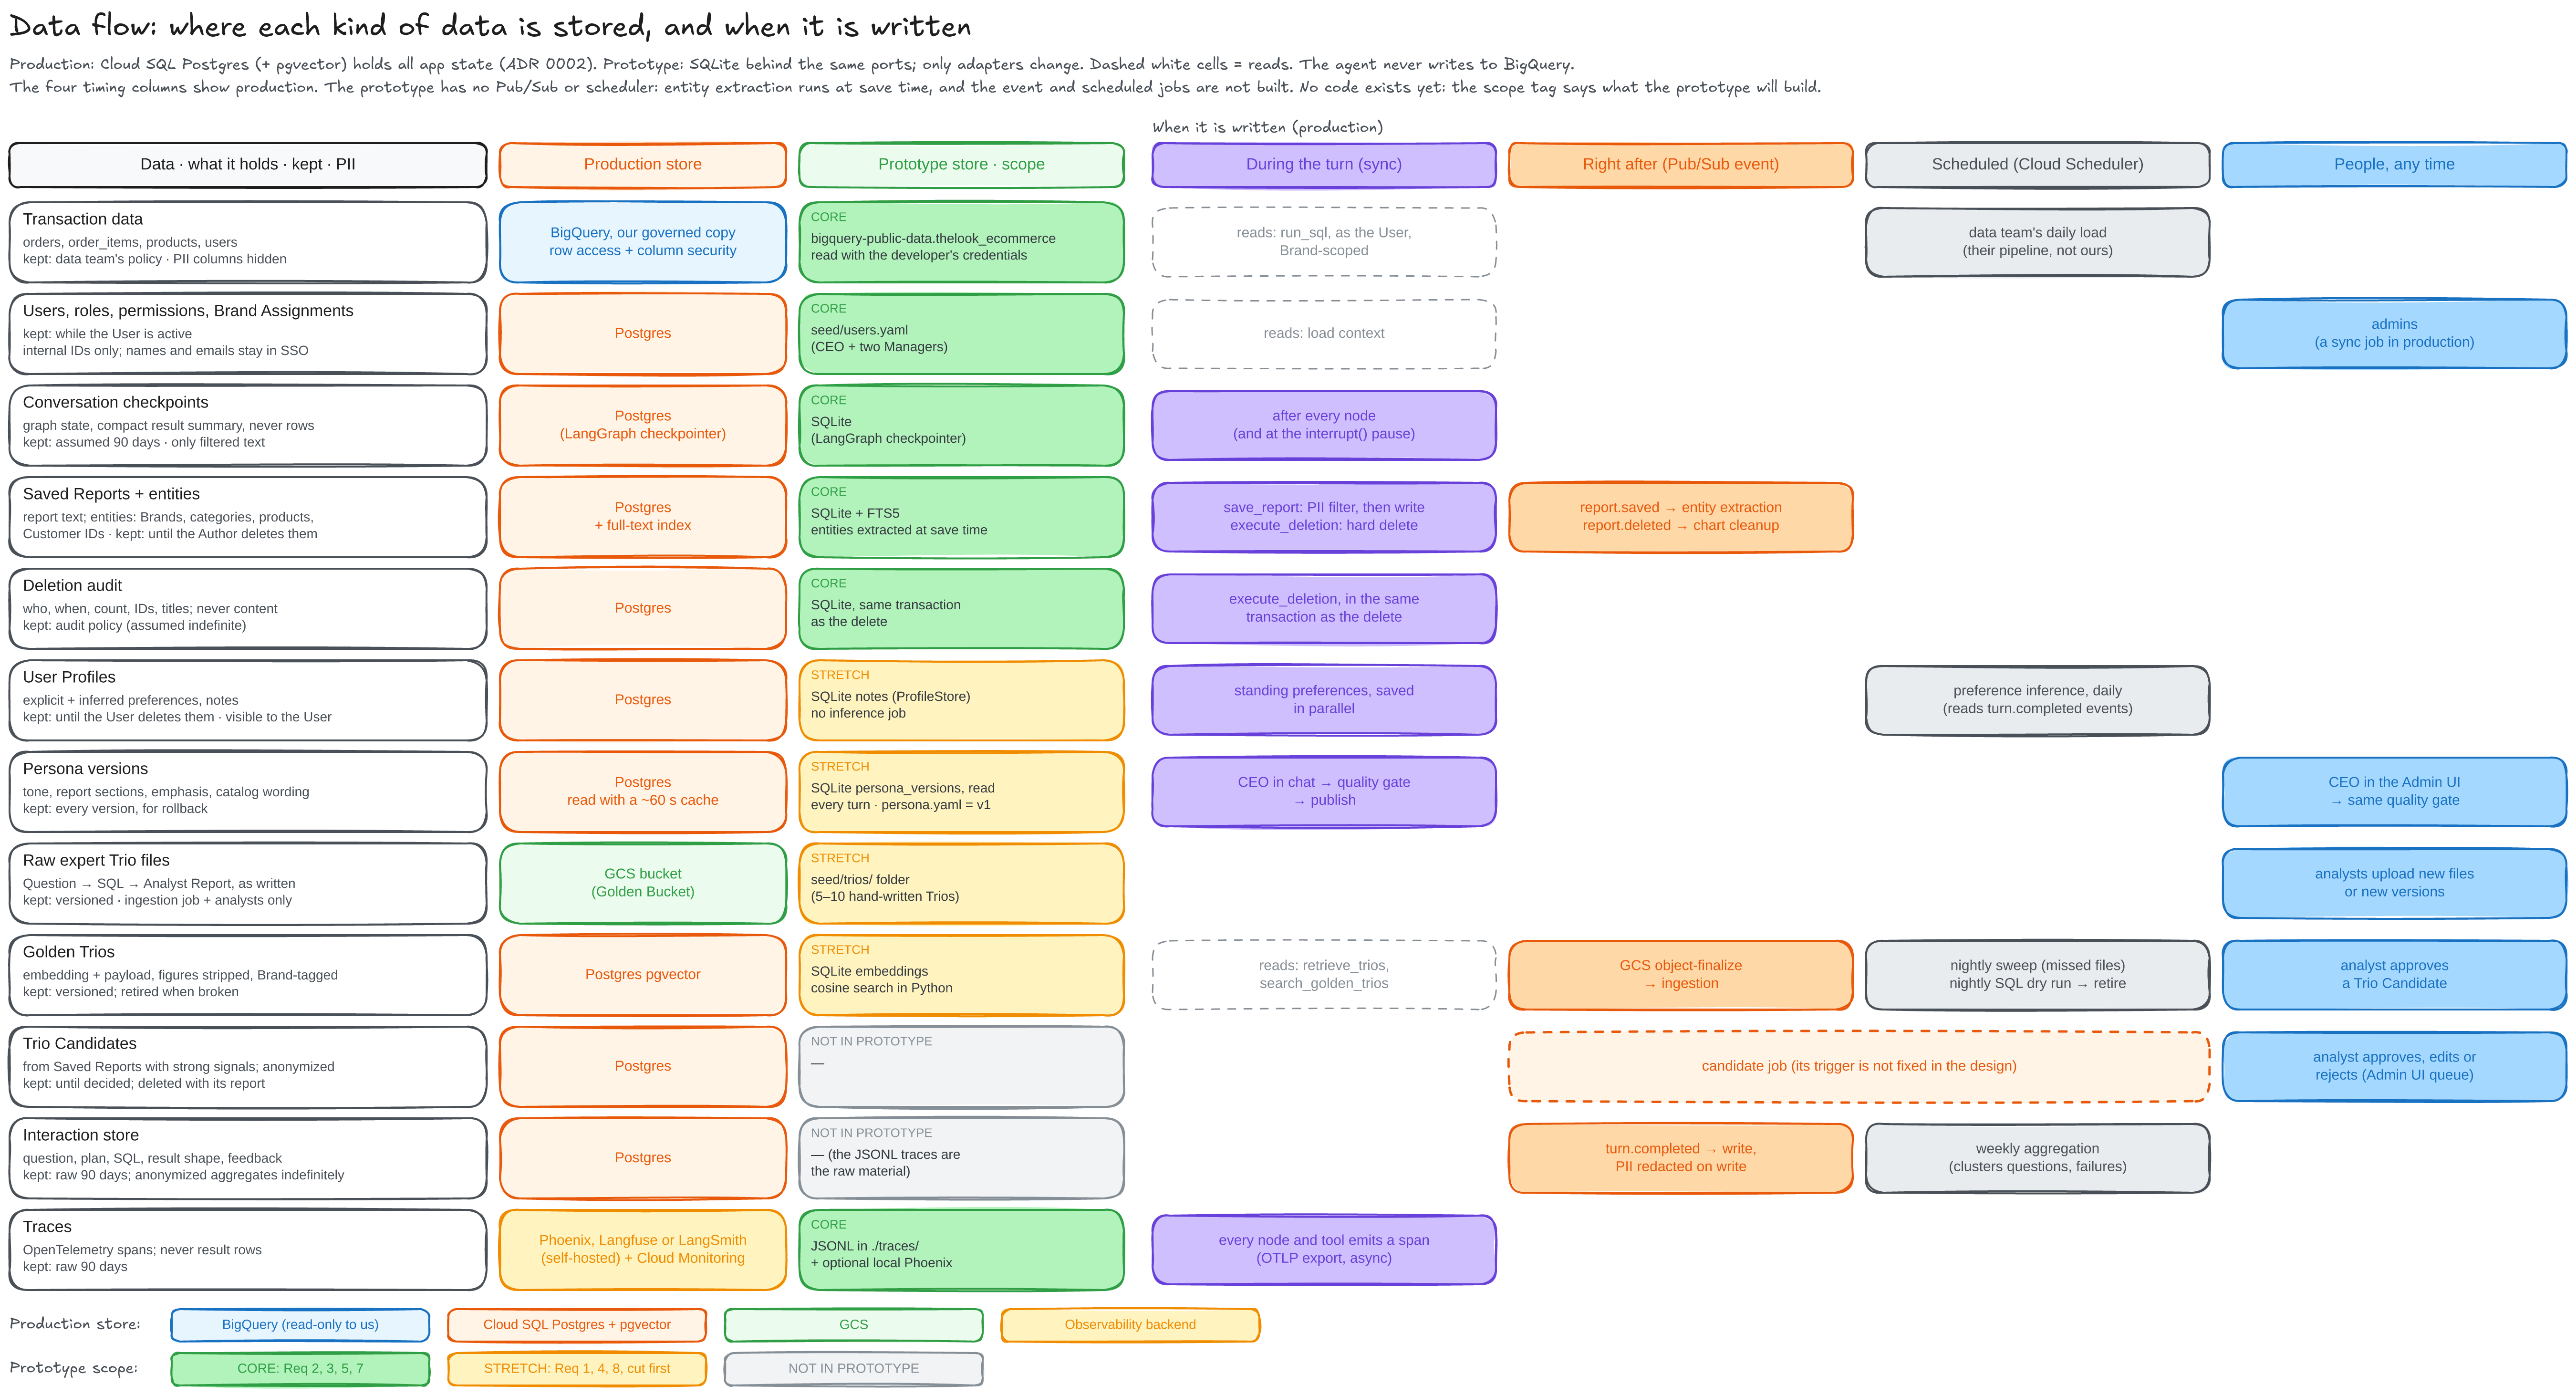 Data flow: where each kind of data is stored, and when it is written
Production: Cloud SQL Postgres (+ pgvector) holds all app state (ADR 0002). Prototype: SQLite behind the same ports; only adapters change. Dashed white cells = reads. The agent never writes to BigQuery.
The four timing columns show production. The prototype has no Pub/Sub or scheduler: entity extraction runs at save time, and the event and scheduled jobs are not built. No code exists yet: the scope tag says what the prototype will build.
When it is written (production)
Data · what it holds · kept · PII
Production store
Prototype store · scope
During the turn (sync)
Right after (Pub/Sub event)
Scheduled (Cloud Scheduler)
People, any time
Transaction data
orders, order_items, products, users
kept: data team's policy · PII columns hidden
BigQuery, our governed copy
row access + column security
CORE
bigquery-public-data.thelook_ecommerce
read with the developer's credentials
reads: run_sql, as the User,
Brand-scoped
data team's daily load
(their pipeline, not ours)
Users, roles, permissions, Brand Assignments
kept: while the User is active
internal IDs only; names and emails stay in SSO
Postgres
CORE
seed/users.yaml
(CEO + two Managers)
reads: load context
admins
(a sync job in production)
Conversation checkpoints
graph state, compact result summary, never rows
kept: assumed 90 days · only filtered text
Postgres
(LangGraph checkpointer)
CORE
SQLite
(LangGraph checkpointer)
after every node
(and at the interrupt() pause)
Saved Reports + entities
report text; entities: Brands, categories, products,
Customer IDs · kept: until the Author deletes them
Postgres
+ full-text index
CORE
SQLite + FTS5
entities extracted at save time
save_report: PII filter, then write
execute_deletion: hard delete
report.saved → entity extraction
report.deleted → chart cleanup
Deletion audit
who, when, count, IDs, titles; never content
kept: audit policy (assumed indefinite)
Postgres
CORE
SQLite, same transaction
as the delete
execute_deletion, in the same
transaction as the delete
User Profiles
explicit + inferred preferences, notes
kept: until the User deletes them · visible to the User
Postgres
STRETCH
SQLite notes (ProfileStore)
no inference job
standing preferences, saved
in parallel
preference inference, daily
(reads turn.completed events)
Persona versions
tone, report sections, emphasis, catalog wording
kept: every version, for rollback
Postgres
read with a ~60 s cache
STRETCH
SQLite persona_versions, read
every turn · persona.yaml = v1
CEO in chat → quality gate
→ publish
CEO in the Admin UI
→ same quality gate
Raw expert Trio files
Question → SQL → Analyst Report, as written
kept: versioned · ingestion job + analysts only
GCS bucket
(Golden Bucket)
STRETCH
seed/trios/ folder
(5–10 hand-written Trios)
analysts upload new files
or new versions
Golden Trios
embedding + payload, figures stripped, Brand-tagged
kept: versioned; retired when broken
Postgres pgvector
STRETCH
SQLite embeddings
cosine search in Python
reads: retrieve_trios,
search_golden_trios
GCS object-finalize
→ ingestion
nightly sweep (missed files)
nightly SQL dry run → retire
analyst approves
a Trio Candidate
Trio Candidates
from Saved Reports with strong signals; anonymized
kept: until decided; deleted with its report
Postgres
NOT IN PROTOTYPE
—
candidate job (its trigger is not fixed in the design)
analyst approves, edits or
rejects (Admin UI queue)
Interaction store
question, plan, SQL, result shape, feedback
kept: raw 90 days; anonymized aggregates indefinitely
Postgres
NOT IN PROTOTYPE
— (the JSONL traces are
the raw material)
turn.completed → write,
PII redacted on write
weekly aggregation
(clusters questions, failures)
Traces
OpenTelemetry spans; never result rows
kept: raw 90 days
Phoenix, Langfuse or LangSmith
(self-hosted) + Cloud Monitoring
CORE
JSONL in ./traces/
+ optional local Phoenix
every node and tool emits a span
(OTLP export, async)
Production store:
BigQuery (read-only to us)
Cloud SQL Postgres + pgvector
GCS
Observability backend
Prototype scope:
CORE: Req 2, 3, 5, 7
STRETCH: Req 1, 4, 8, cut first
NOT IN PROTOTYPE